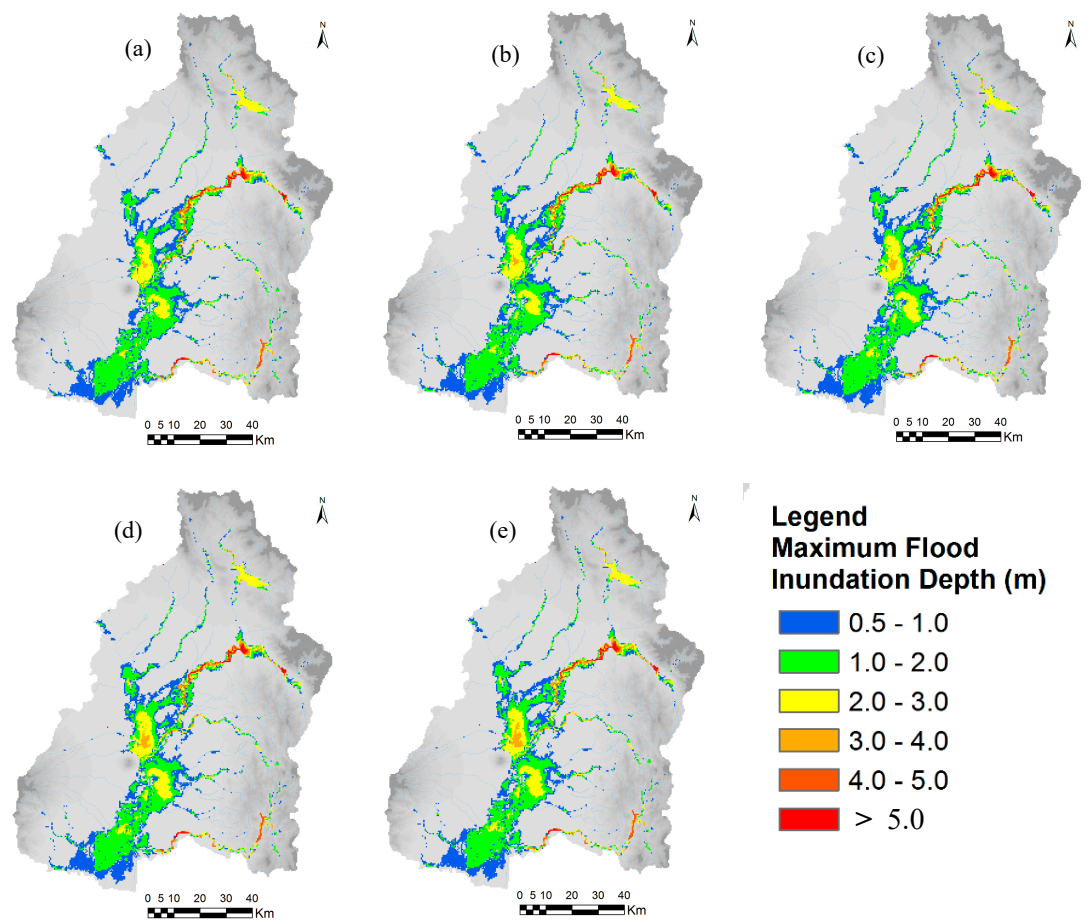 N
(a)
0 5 10 20 30 40
Km
N
(b)
0 5 10 20 30 40
Km
N
(c)
0 5 10 20 30 40
Km
N
(d)
0 5 10 20 30 40
Km
N
(e)
0 5 10 20 30 40
Km
Legend
Maximum Flood
Inundation Depth (m)
0.5 - 1.0
1.0 - 2.0
2.0 - 3.0
3.0 - 4.0
4.0 - 5.0
> 5.0